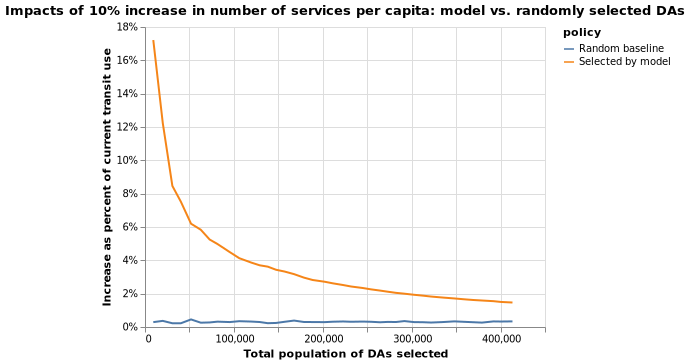 Impacts of 10% increase in number of services per capita: model vs. randomly selected DAs
policy
Random baseline
Selected by model
Increase as percent of current transit use
18%
16%
14%
12%
10%
8%
6%
4%
2%
0%
0 100,000 200,000 300,000 400,000
Total population of DAs selected